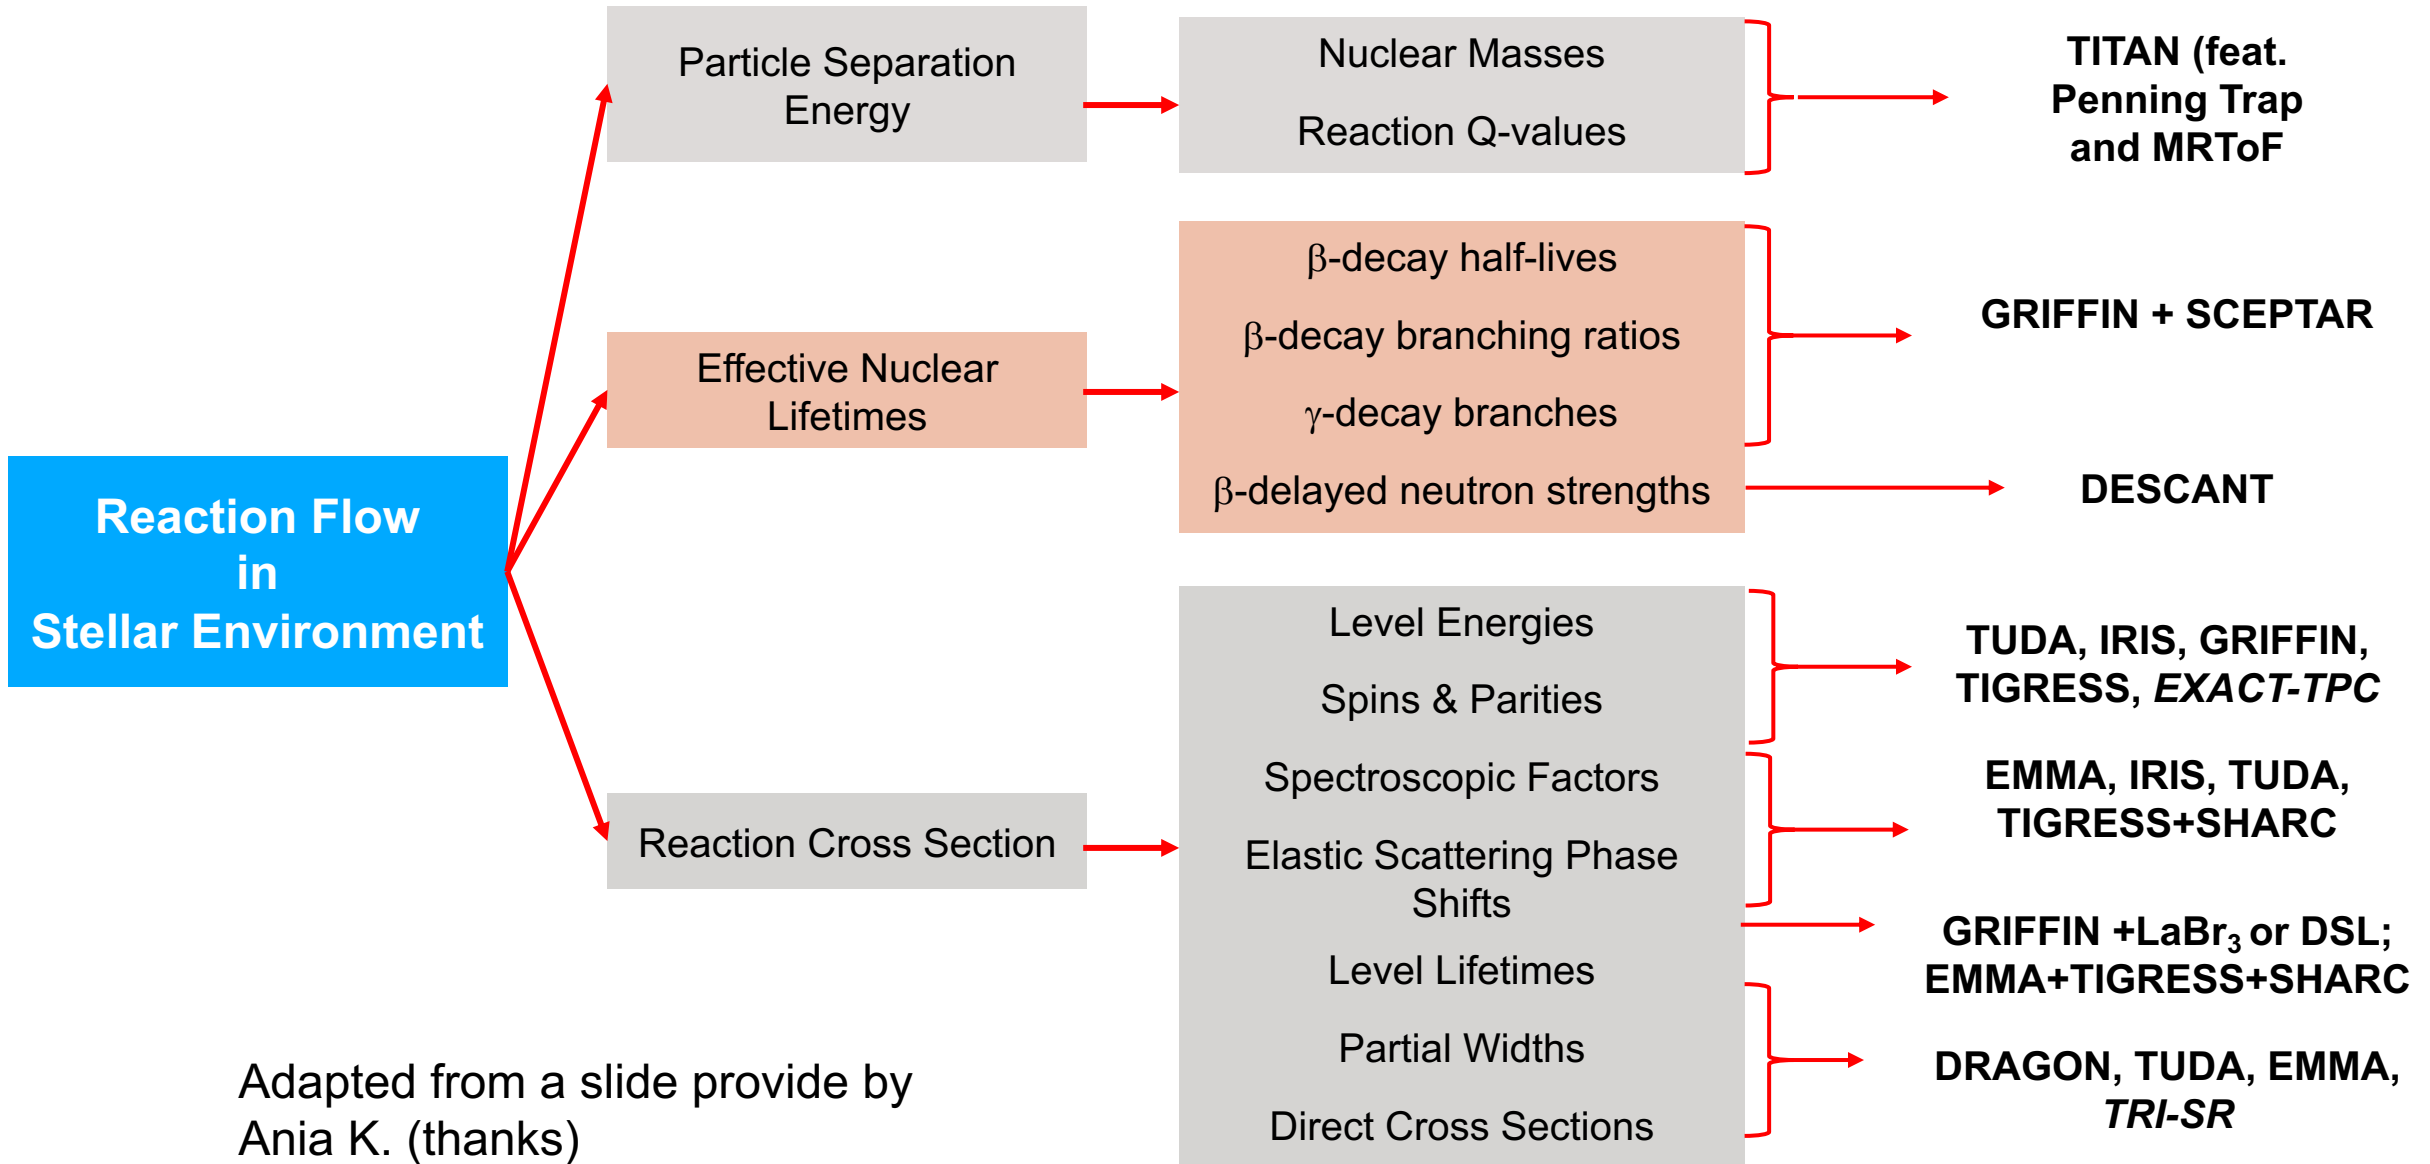 Particle Separation
Energy
Nuclear Masses
Reaction Q-values
TITAN (feat.
Penning Trap
and MRToF
Effective Nuclear
Lifetimes
β-decay half-lives
β-decay branching ratios
γ-decay branches
β-delayed neutron strengths
GRIFFIN + SCEPTAR
DESCANT
Reaction Flow
in
Stellar Environment
Reaction Cross Section
Level Energies
Spins & Parities
Spectroscopic Factors
Elastic Scattering Phase
Shifts
Level Lifetimes
Partial Widths
Direct Cross Sections
TUDA, IRIS, GRIFFIN,
TIGRESS, EXACT-TPC
EMMA, IRIS, TUDA,
TIGRESS+SHARC
GRIFFIN +LaBr₃ or DSL;
EMMA+TIGRESS+SHARC
DRAGON, TUDA, EMMA,
TRI-SR
Adapted from a slide provide by
Ania K. (thanks)